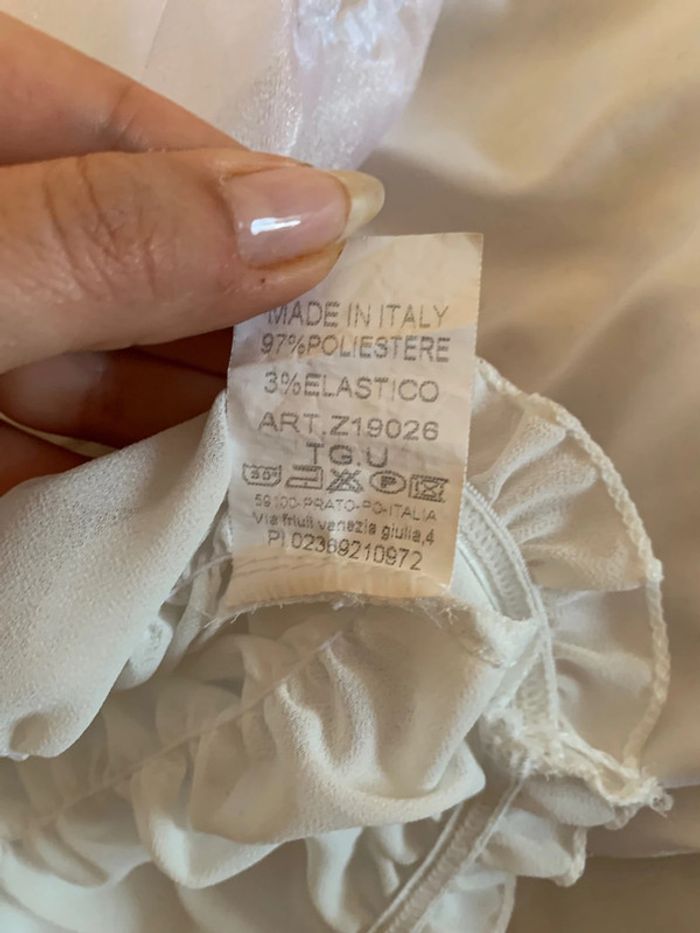 MADE IN ITALY
97%POLIESTERE
3%ELASTICO
ART.Z19026
TG.U
30° P
59100-PRATO-PO-ITALIA
Via friuli venezia giulia,4
PI.02369210972